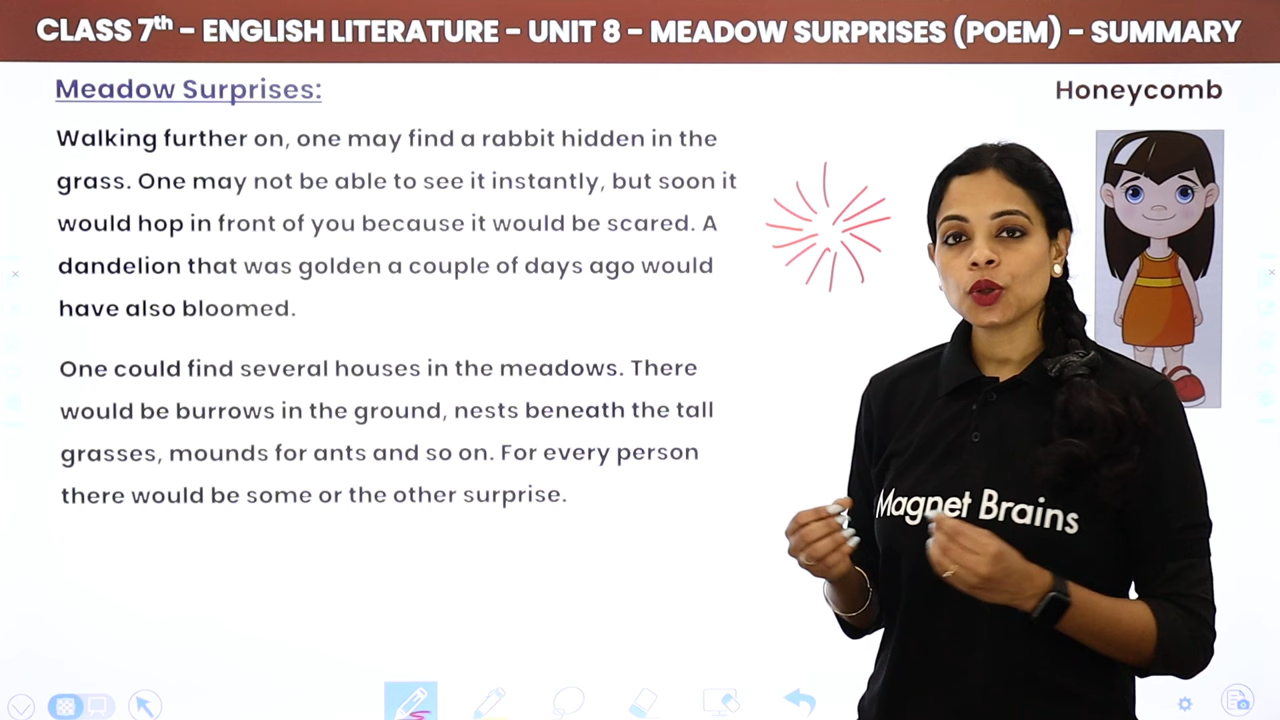 CLASS 7th – ENGLISH LITERATURE – UNIT 8 – MEADOW SURPRISES (POEM) – SUMMARY
Meadow Surprises:
Honeycomb
Walking further on, one may find a rabbit hidden in the
grass. One may not be able to see it instantly, but soon it
would hop in front of you because it would be scared. A
dandelion that was golden a couple of days ago would
have also bloomed.
One could find several houses in the meadows. There
would be burrows in the ground, nests beneath the tall
grasses, mounds for ants and so on. For every person
there would be some or the other surprise.
Magnet Brains